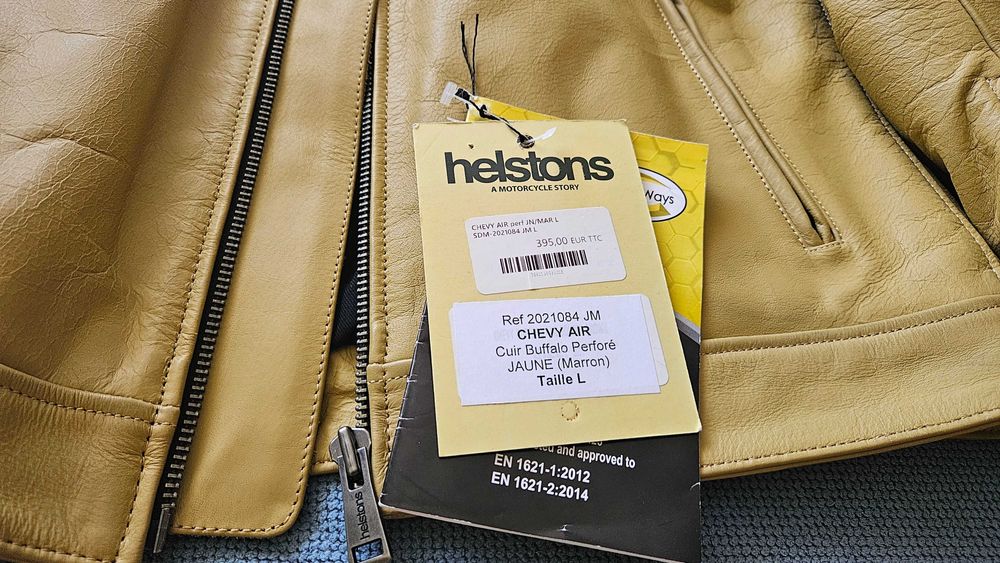 helstons
A MOTORCYCLE STORY
Ways
CHEVY AIR perf JN/MAR L
SDM-2021084 JM L
395,00 EUR TTC
Ref 2021084 JM
CHEVY AIR
Cuir Buffalo Perforé
JAUNE (Marron)
Taille L
and approved to
EN 1621-1:2012
EN 1621-2:2014
helstons